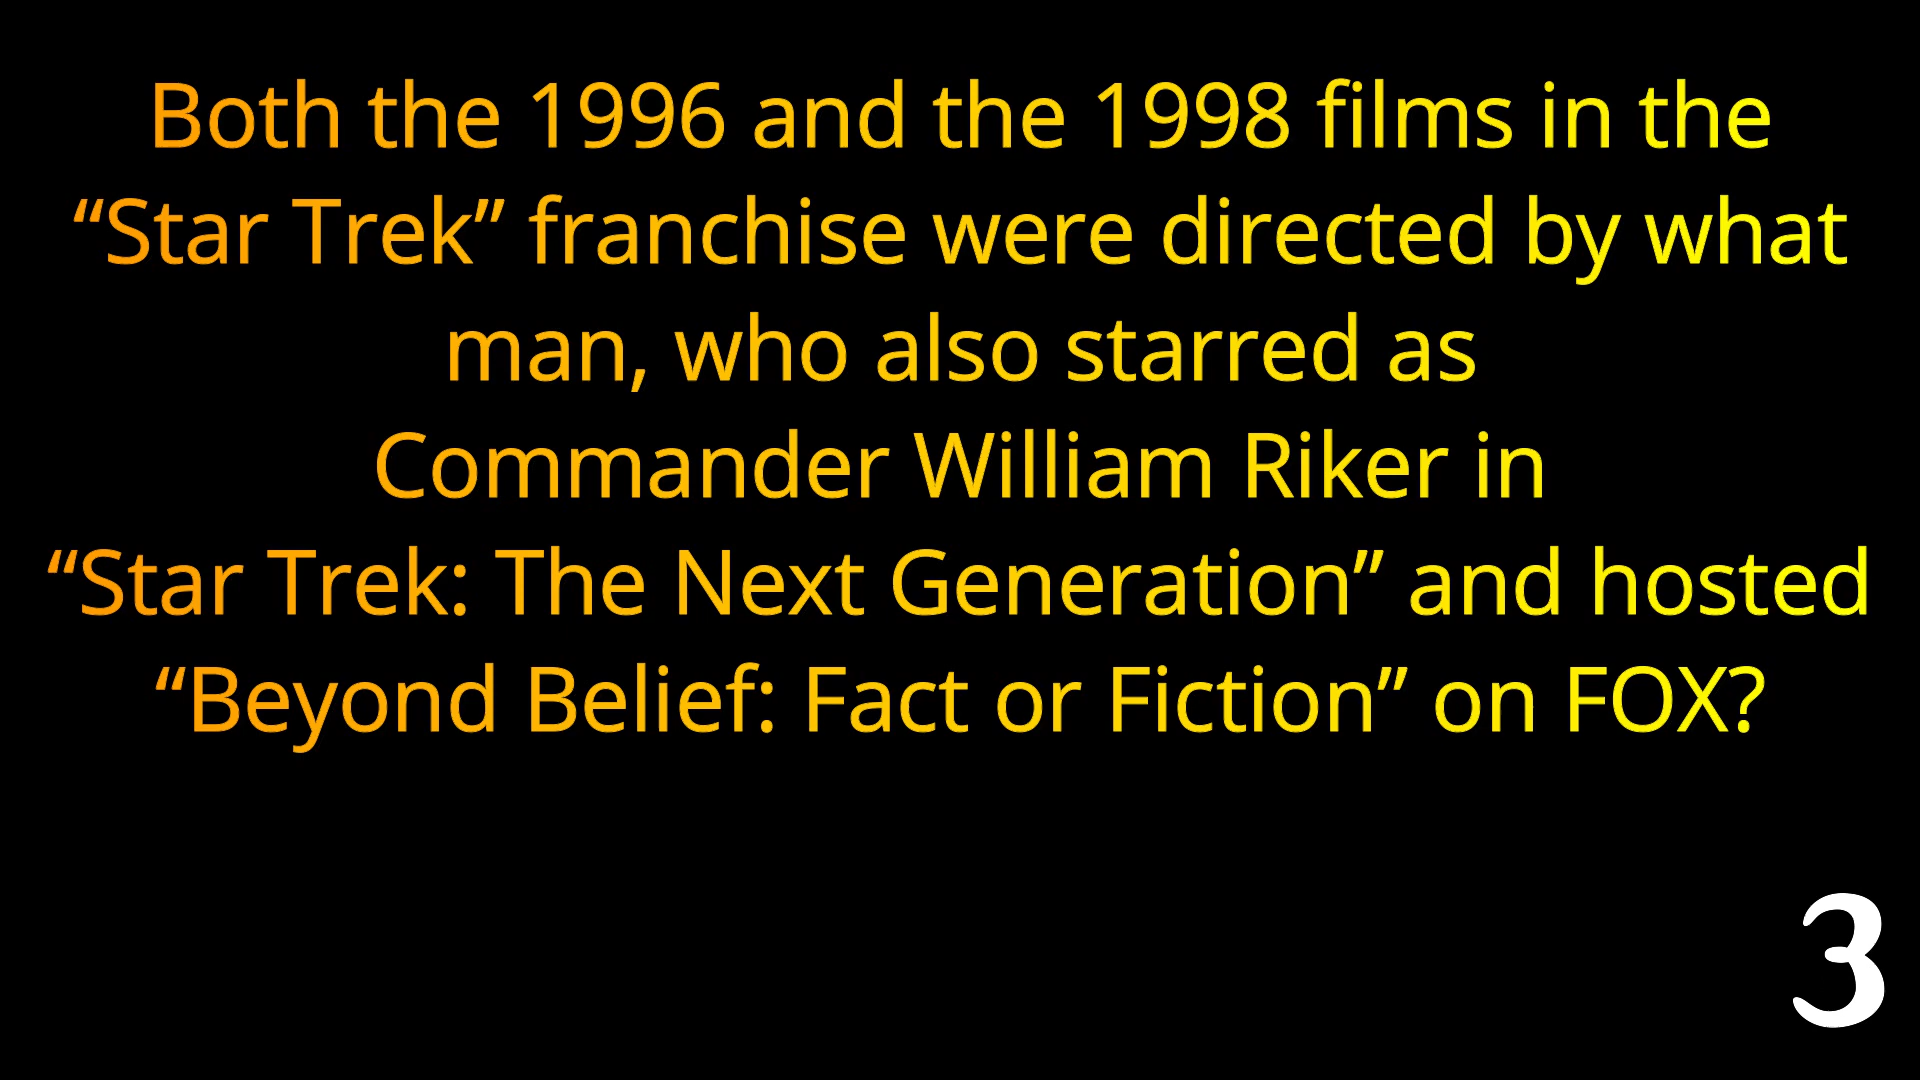 Both the 1996 and the 1998 films in the
“Star Trek” franchise were directed by what
man, who also starred as
Commander William Riker in
“Star Trek: The Next Generation” and hosted
“Beyond Belief: Fact or Fiction” on FOX?
3